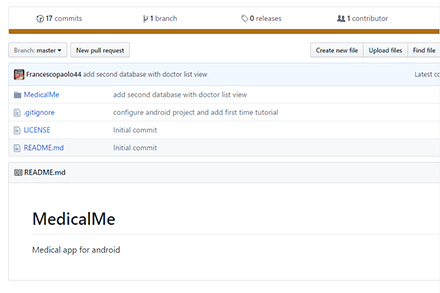 17 commits 1 branch 0 releases 1 contributor
Branch: master New pull request Create new file Upload files Find file
Francescopaolo44 add second database with doctor list view Latest co
MedicalMe add second database with doctor list view
.gitignore configure android project and add first time tutorial
LICENSE Initial commit
README.md Initial commit
README.md
MedicalMe
Medical app for android